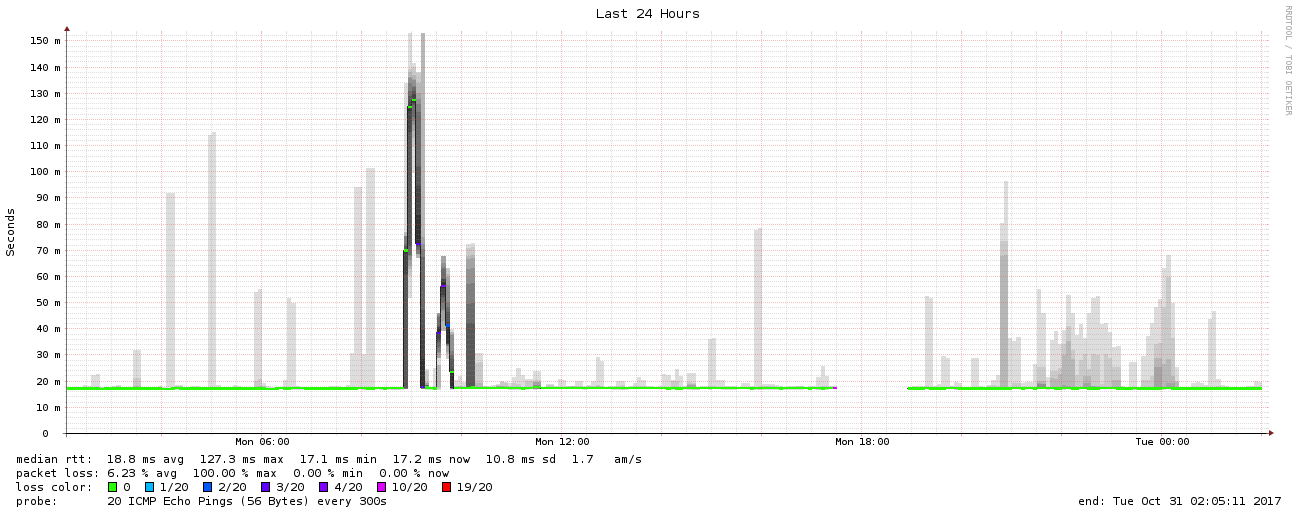 Last 24 Hours
RRDTOOL / TOBI OETIKER
Seconds
150 m
140 m
130 m
120 m
110 m
100 m
90 m
80 m
70 m
60 m
50 m
40 m
30 m
20 m
10 m
0
Mon 06:00 Mon 12:00 Mon 18:00 Tue 00:00
median rtt: 18.8 ms avg 127.3 ms max 17.1 ms min 17.2 ms now 10.8 ms sd 1.7 am/s
packet loss: 6.23 % avg 100.00 % max 0.00 % min 0.00 % now
loss color: 0 1/20 2/20 3/20 4/20 10/20 19/20
probe: 20 ICMP Echo Pings (56 Bytes) every 300s end: Tue Oct 31 02:05:11 2017